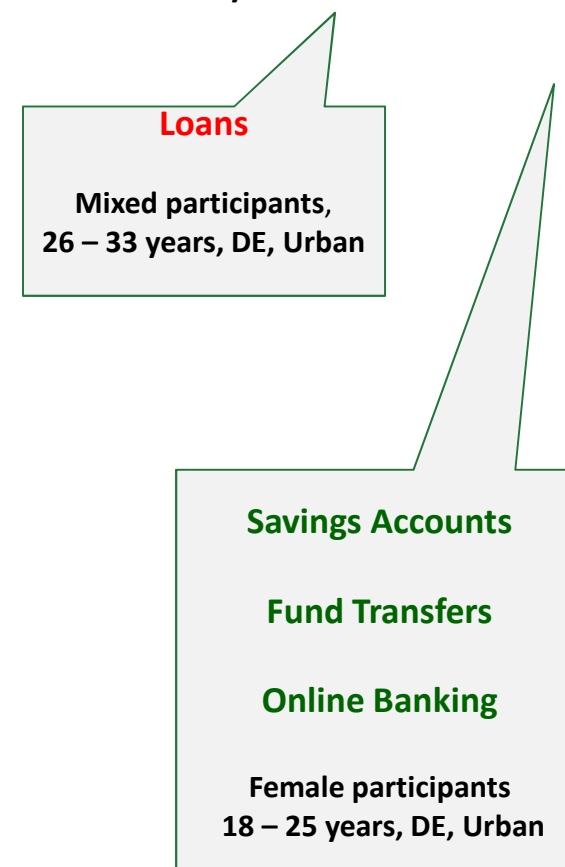 Loans
Mixed participants,
26 – 33 years, DE, Urban
Savings Accounts
Fund Transfers
Online Banking
Female participants
18 – 25 years, DE, Urban